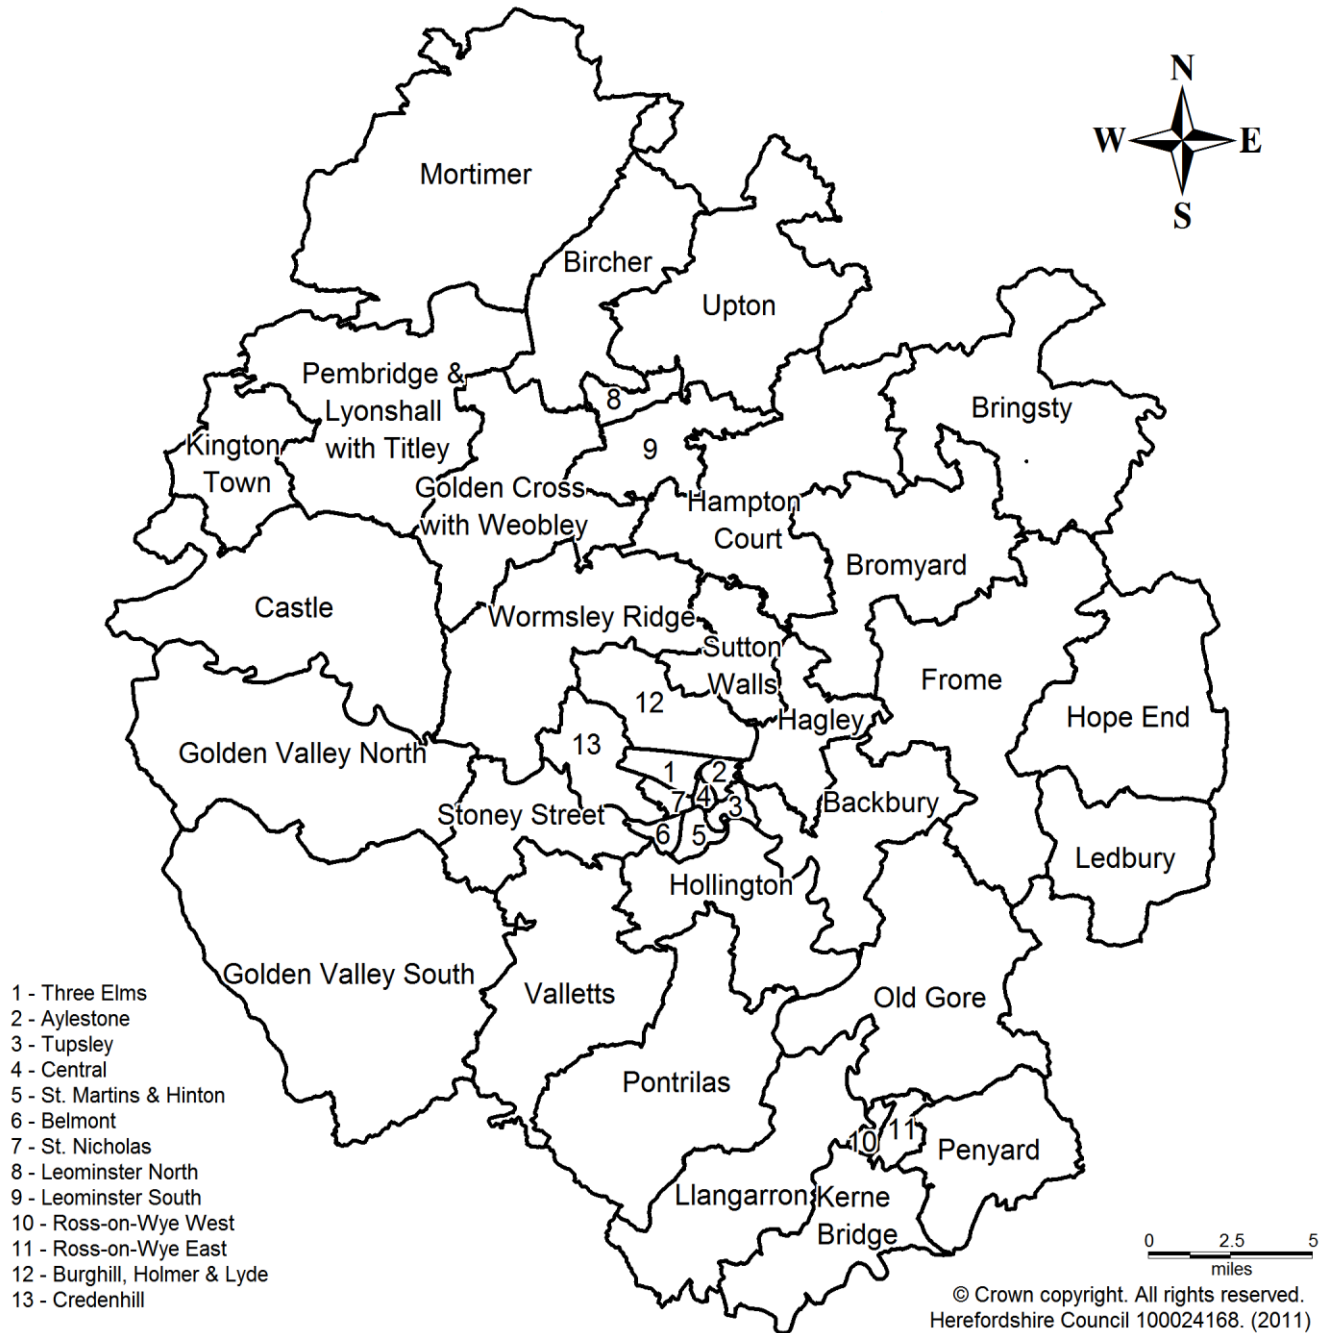 N
W E
S
Mortimer
Bircher
Upton
Pembridge &
Lyonshall
with Titley
Kington
Town
8
9
Bringsty
Golden Cross
with Weobley
Hampton
Court
Bromyard
Castle
Wormsley Ridge
Sutton
Walls
Frome
Hope End
12
Hagley
13
Golden Valley North
1
2
Stoney Street
7
4
3
Backbury
6
5
Ledbury
Hollington
Golden Valley South
Valletts
Old Gore
Pontrilas
10
11
Penyard
Llangarron
Kerne
Bridge
1 - Three Elms
2 - Aylestone
3 - Tupsley
4 - Central
5 - St. Martins & Hinton
6 - Belmont
7 - St. Nicholas
8 - Leominster North
9 - Leominster South
10 - Ross-on-Wye West
11 - Ross-on-Wye East
12 - Burghill, Holmer & Lyde
13 - Credenhill
0 2.5 5
miles
© Crown copyright. All rights reserved.
Herefordshire Council 100024168. (2011)